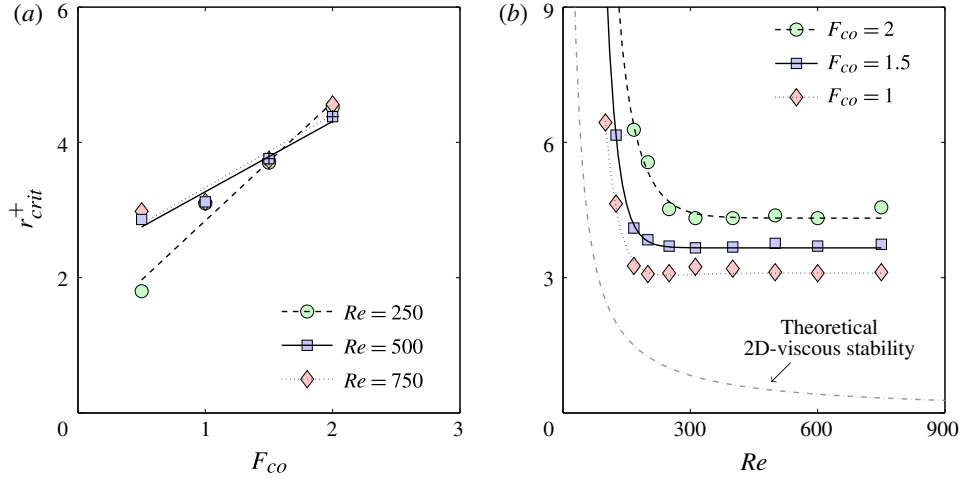 (a)
6
4
2
0
1
2
3
r⁺crit
Fco
Re = 250
Re = 500
Re = 750
(b)
9
6
3
0
300
600
900
Re
Fco = 2
Fco = 1.5
Fco = 1
Theoretical
2D-viscous stability